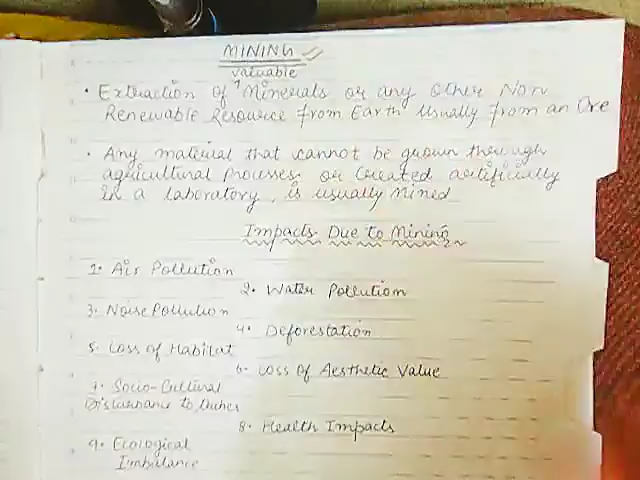 MINING
valuable
• Extraction of Minerals or any other Non
Renewable Resource from Earth Usually from an Ore
• Any material that cannot be grown through
agricultural processes or Created artificially
in a laboratory, is usually Mined
Impacts Due to Mining
1. Air Pollution
2. Water Pollution
3. Noise Pollution
4. Deforestation
5. Loss of Habitat
6. Loss of Aesthetic Value
7. Socio-Cultural
Disturbance to
8. Health Impacts
9. Ecological
Imbalance